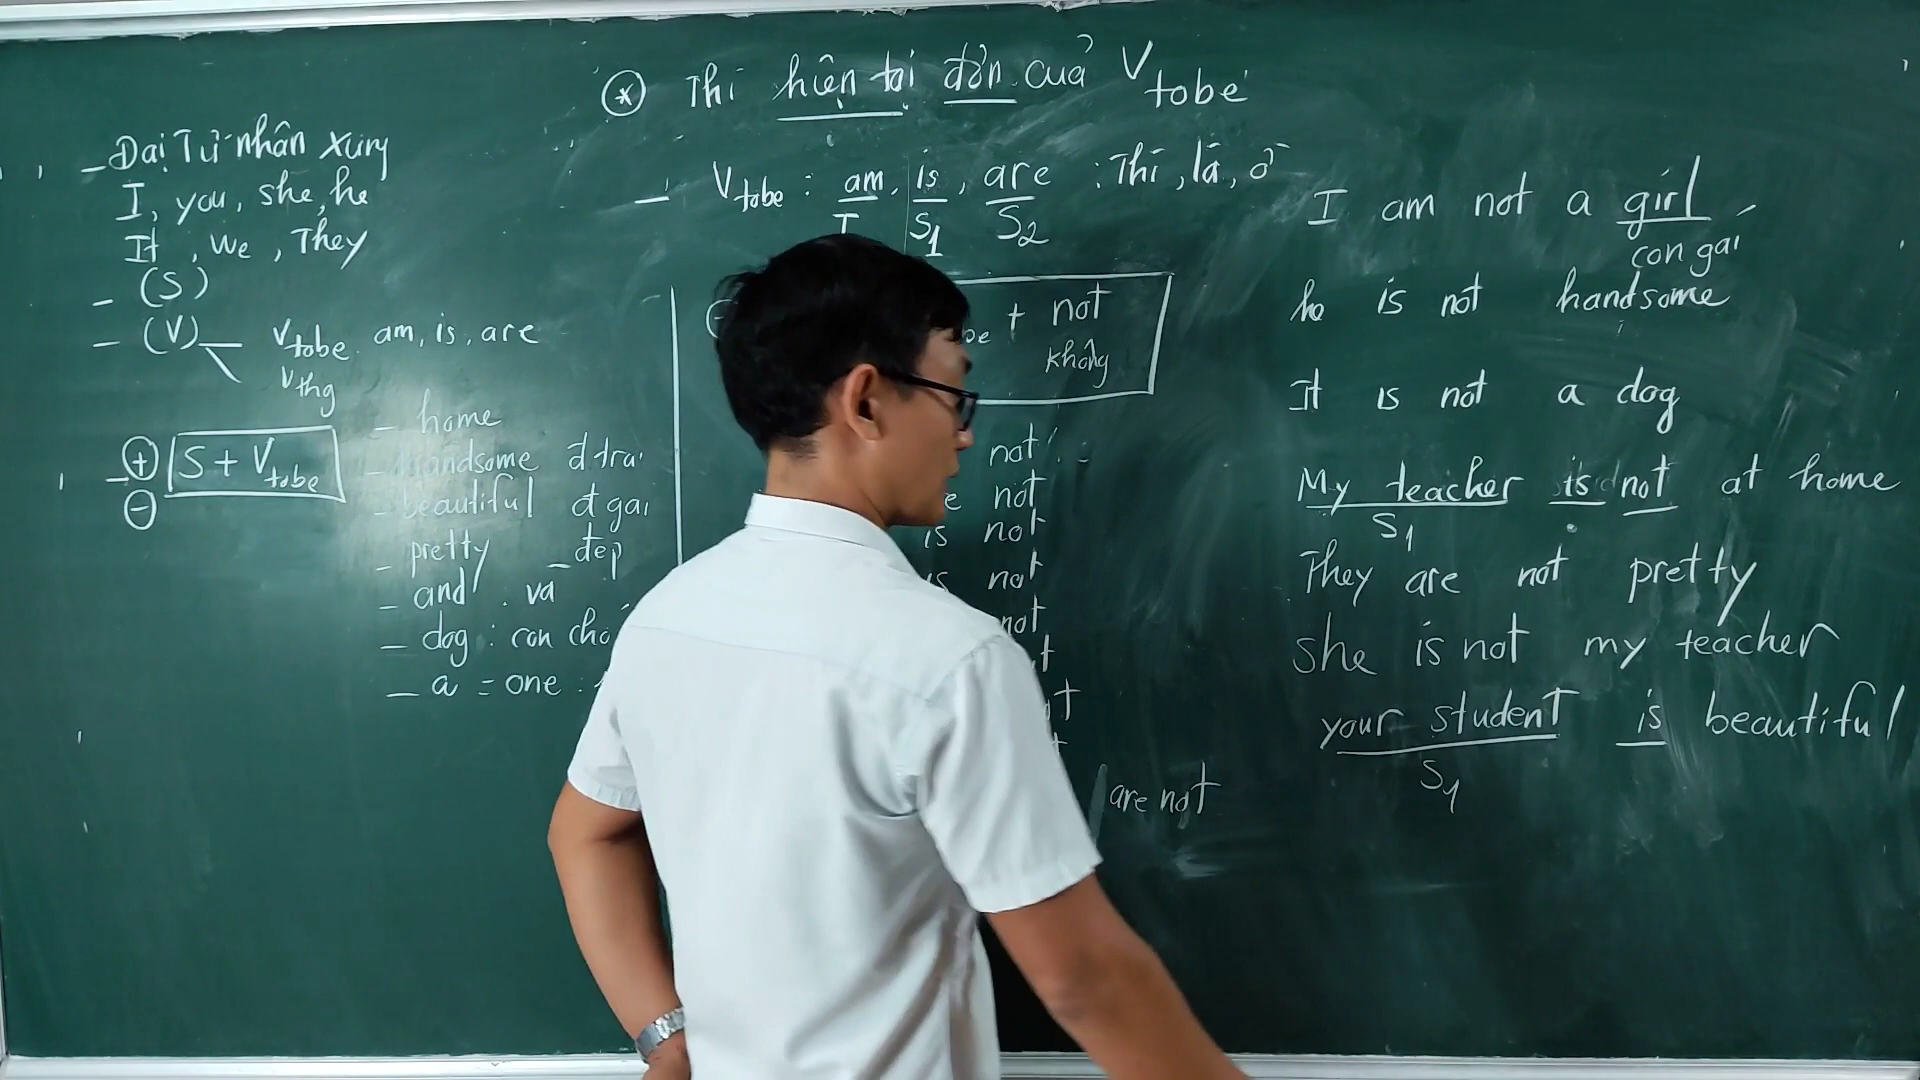 * Thì hiện tại đơn của V tobe
- Đại Từ nhân xưng
I, you, she, he
It, we, They
- (S)
- (V) V tobe am, is, are
V thg
+ S + V tobe
-
- home
- handsome đ trai
- beautiful đ gái
- pretty _ đẹp
- and : và
- dog : con chó
- a = one :
- V tobe : am, is, are : Thì, là, ở
I S1 S2
be + not
không
not
e not
is not
is not
not
t
t
are not
I am not a girl
con gái
he is not handsome
It is not a dog
My teacher is not at home
S1
They are not pretty
she is not my teacher
your student is beautiful
S1